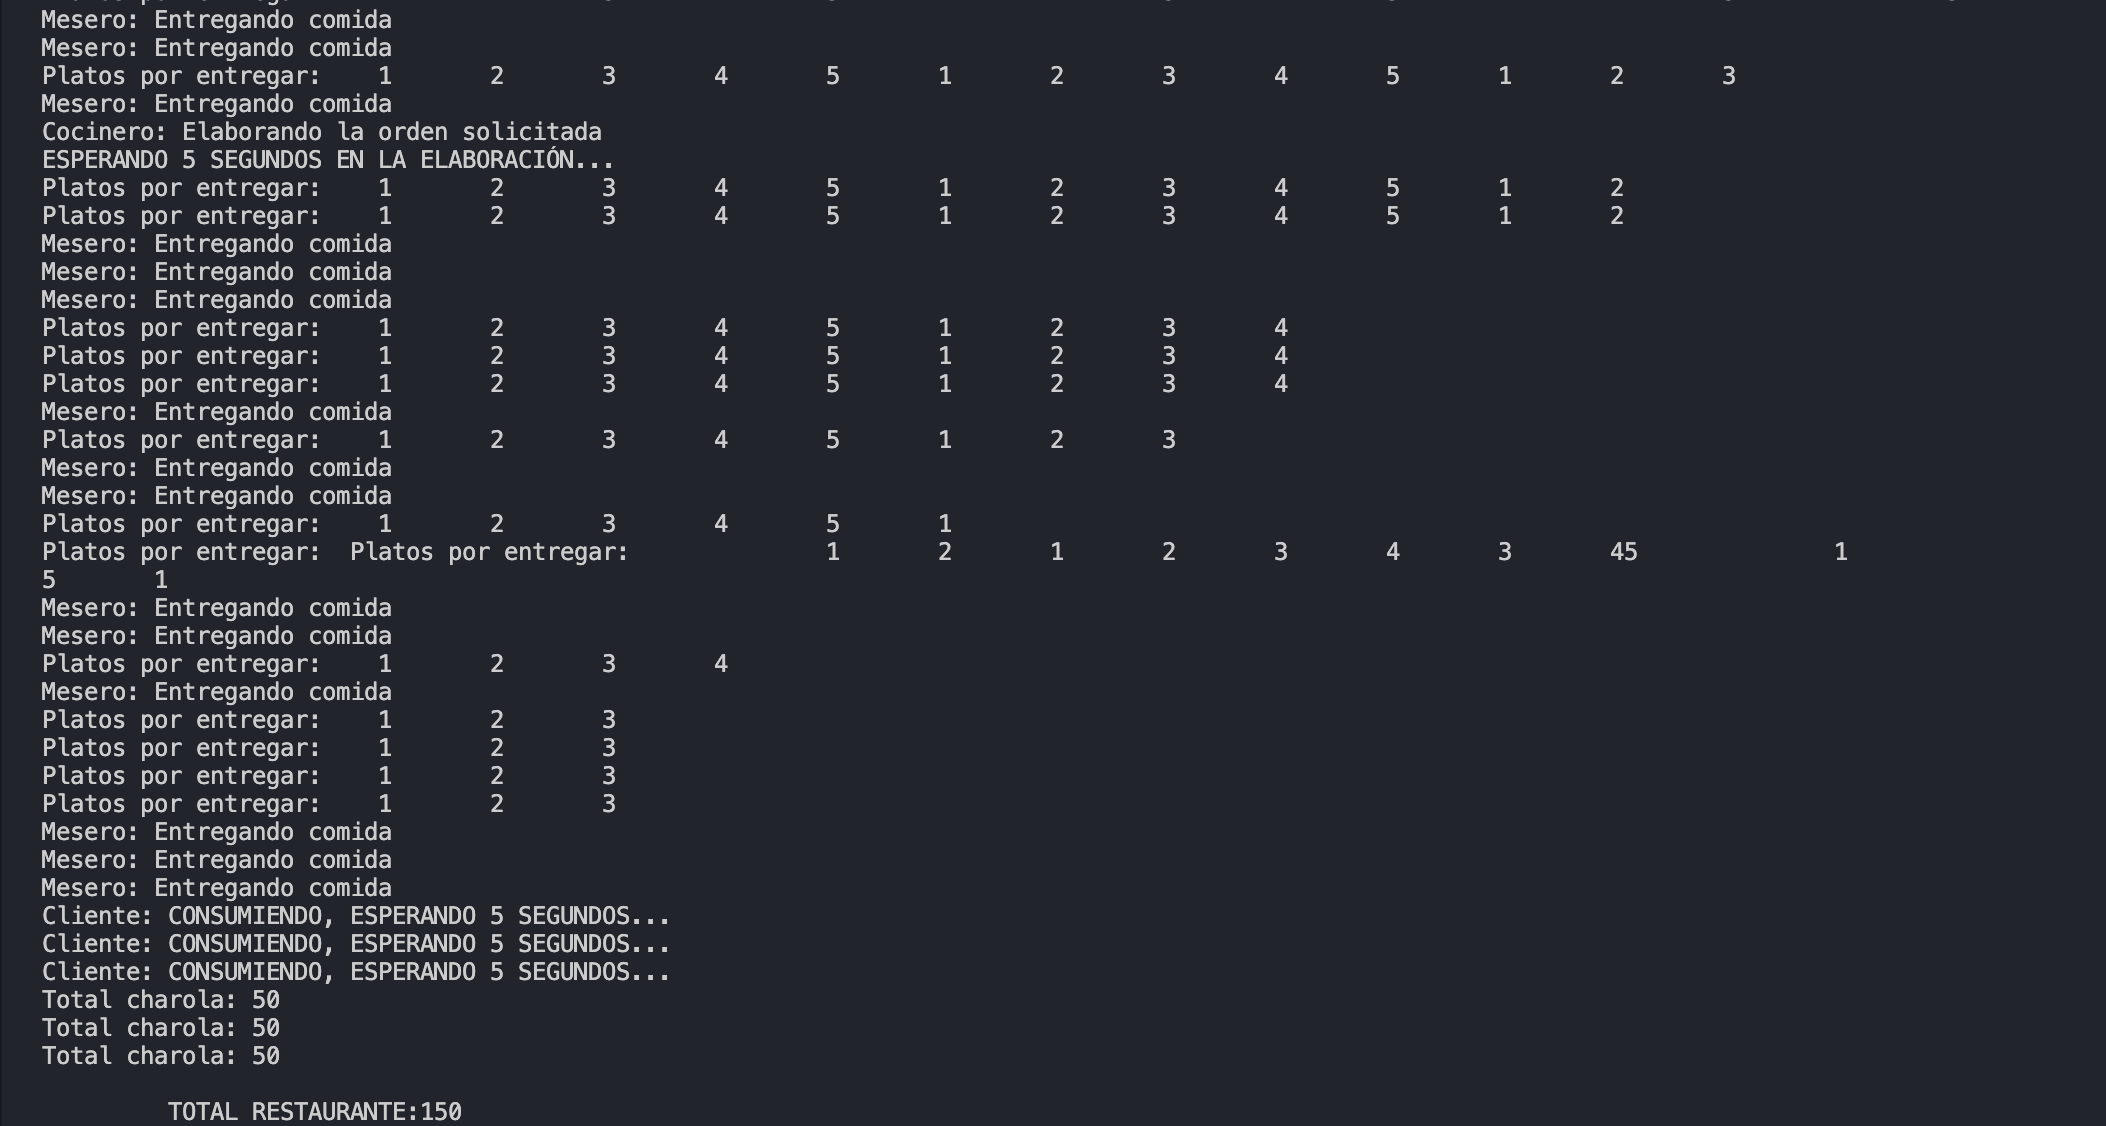 Mesero: Entregando comida
Mesero: Entregando comida
Platos por entregar: 1 2 3 4 5 1 2 3 4 5 1 2 3
Mesero: Entregando comida
Cocinero: Elaborando la orden solicitada
ESPERANDO 5 SEGUNDOS EN LA ELABORACIÓN...
Platos por entregar: 1 2 3 4 5 1 2 3 4 5 1 2
Platos por entregar: 1 2 3 4 5 1 2 3 4 5 1 2
Mesero: Entregando comida
Mesero: Entregando comida
Mesero: Entregando comida
Platos por entregar: 1 2 3 4 5 1 2 3 4
Platos por entregar: 1 2 3 4 5 1 2 3 4
Platos por entregar: 1 2 3 4 5 1 2 3 4
Mesero: Entregando comida
Platos por entregar: 1 2 3 4 5 1 2 3
Mesero: Entregando comida
Mesero: Entregando comida
Platos por entregar: 1 2 3 4 5 1
Platos por entregar: Platos por entregar: 1 2 1 2 3 4 3 45 1
5 1
Mesero: Entregando comida
Mesero: Entregando comida
Platos por entregar: 1 2 3 4
Mesero: Entregando comida
Platos por entregar: 1 2 3
Platos por entregar: 1 2 3
Platos por entregar: 1 2 3
Platos por entregar: 1 2 3
Mesero: Entregando comida
Mesero: Entregando comida
Mesero: Entregando comida
Cliente: CONSUMIENDO, ESPERANDO 5 SEGUNDOS...
Cliente: CONSUMIENDO, ESPERANDO 5 SEGUNDOS...
Cliente: CONSUMIENDO, ESPERANDO 5 SEGUNDOS...
Total charola: 50
Total charola: 50
Total charola: 50
TOTAL RESTAURANTE:150